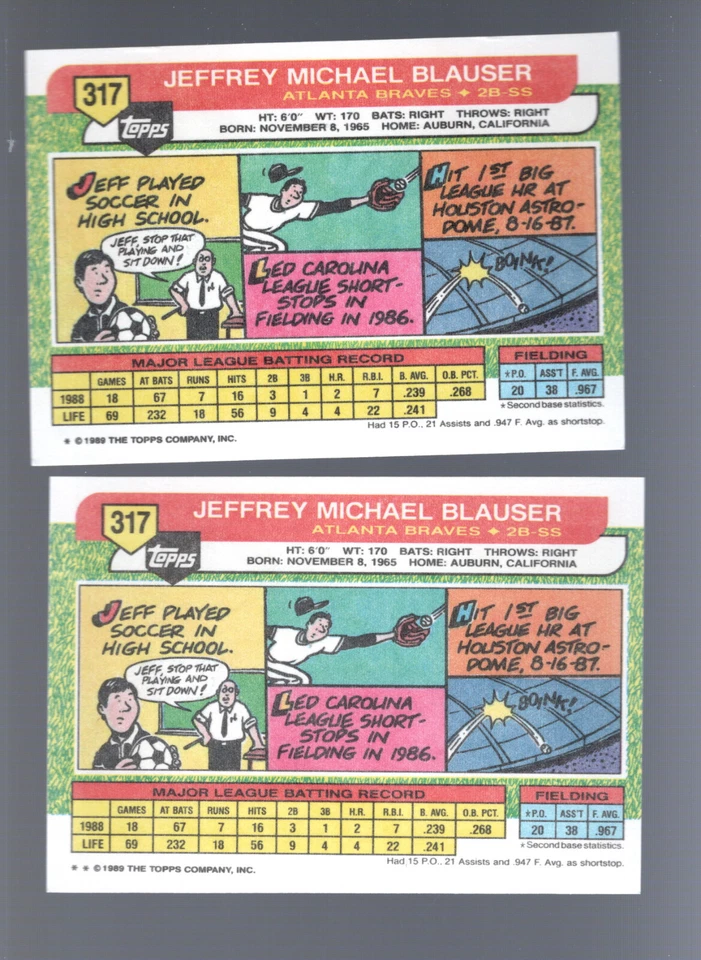 317
JEFFREY MICHAEL BLAUSER
ATLANTA BRAVES ✦ 2B-SS
Topps
HT: 6'0" WT: 170 BATS: RIGHT THROWS: RIGHT
BORN: NOVEMBER 8, 1965 HOME: AUBURN, CALIFORNIA
JEFF PLAYED
SOCCER IN
HIGH SCHOOL.
JEFF, STOP THAT
PLAYING AND
SIT DOWN!
LED CAROLINA
LEAGUE SHORT-
STOPS IN
FIELDING IN 1986.
HIT 1ST BIG
LEAGUE HR AT
HOUSTON ASTRO-
DOME, 8-16-87.
BOINK!
MAJOR LEAGUE BATTING RECORD
GAMES AT BATS RUNS HITS 2B 3B H.R. R.B.I. B. AVG. O.B. PCT.
1988 18 67 7 16 3 1 2 7 .239 .268
LIFE 69 232 18 56 9 4 4 22 .241
FIELDING
*P.O. ASS'T F. AVG.
20 38 .967
*Second base statistics.
Had 15 P.O., 21 Assists and .947 F. Avg. as shortstop.
* © 1989 THE TOPPS COMPANY, INC.
317
JEFFREY MICHAEL BLAUSER
ATLANTA BRAVES ✦ 2B-SS
Topps
HT: 6'0" WT: 170 BATS: RIGHT THROWS: RIGHT
BORN: NOVEMBER 8, 1965 HOME: AUBURN, CALIFORNIA
JEFF PLAYED
SOCCER IN
HIGH SCHOOL.
JEFF, STOP THAT
PLAYING AND
SIT DOWN!
LED CAROLINA
LEAGUE SHORT-
STOPS IN
FIELDING IN 1986.
HIT 1ST BIG
LEAGUE HR AT
HOUSTON ASTRO-
DOME, 8-16-87.
BOINK!
MAJOR LEAGUE BATTING RECORD
GAMES AT BATS RUNS HITS 2B 3B H.R. R.B.I. B. AVG. O.B. PCT.
1988 18 67 7 16 3 1 2 7 .239 .268
LIFE 69 232 18 56 9 4 4 22 .241
FIELDING
*P.O. ASS'T F. AVG.
20 38 .967
*Second base statistics.
Had 15 P.O., 21 Assists and .947 F. Avg. as shortstop.
* * © 1989 THE TOPPS COMPANY, INC.